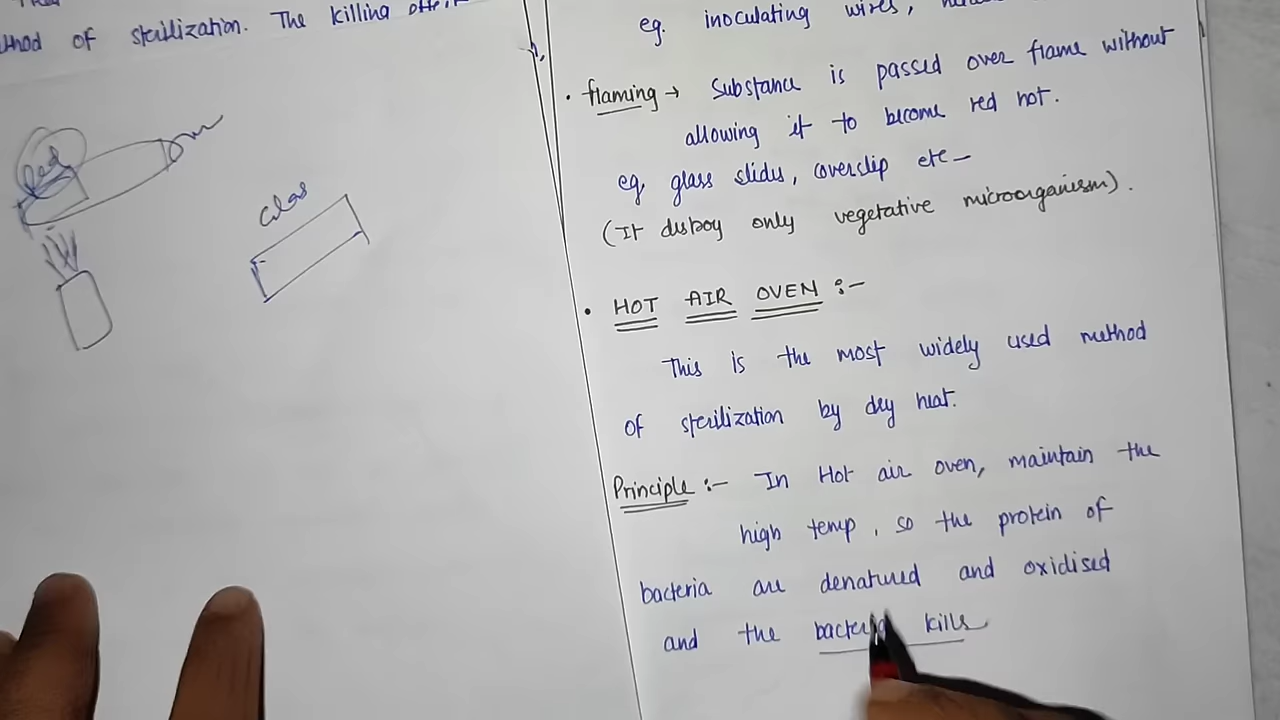 of sterilization. The killing
Red
Glas
eg. inoculating wires,
• flaming → Substance is passed over flame without
allowing it to become red hot.
eg glass slides, coverslip etc-
(It distroy only vegetative microorganism).
• HOT AIR OVEN :-
This is the most widely used method
of sterilization by dry heat.
Principle :- In Hot air oven, maintain the
high temp, so the protein of
bacteria are denatured and oxidised
and the bacteria kills